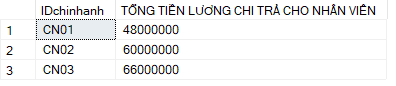 IDchinhanh TỔNG TIỀN LƯƠNG CHI TRẢ CHO NHÂN VIÊN
1 CN01 48000000
2 CN02 60000000
3 CN03 66000000